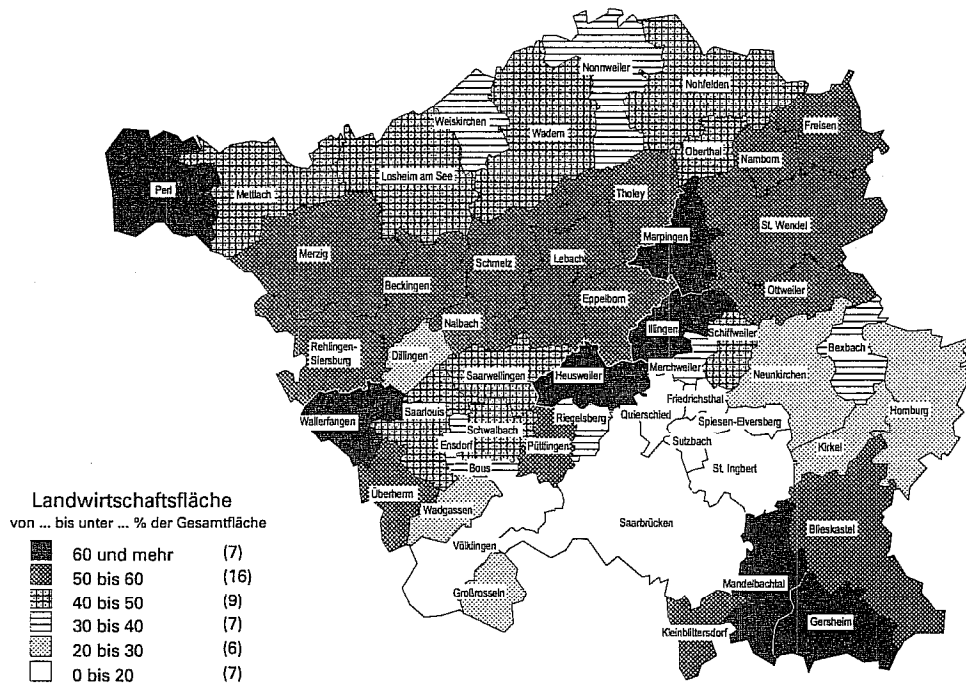 Nonnweiler
Nohfelden
Weiskirchen
Wadern
Freisen
Oberthal
Namborn
Losheim am See
Perl
Mettlach
Tholey
St. Wendel
Marpingen
Merzig
Schmelz
Lebach
Beckingen
Ottweiler
Eppelborn
Nalbach
Illingen
Schiffweiler
Rehlingen-
Siersburg
Dillingen
Bexbach
Merchweiler
Saarwellingen
Heusweiler
Neunkirchen
Friedrichsthal
Saarlouis
Homburg
Quierschied
Wallerfangen
Riegelsberg
Spiesen-Elversberg
Schwalbach
Sulzbach
Ensdorf
Püttlingen
Kirkel
Bous
St. Ingbert
Überherrn
Wadgassen
Saarbrücken
Blieskastel
Völklingen
Mandelbachtal
Großrosseln
Gersheim
Kleinblittersdorf
Landwirtschaftsfläche
von ... bis unter ... % der Gesamtfläche
60 und mehr (7)
50 bis 60 (16)
40 bis 50 (9)
30 bis 40 (7)
20 bis 30 (6)
0 bis 20 (7)